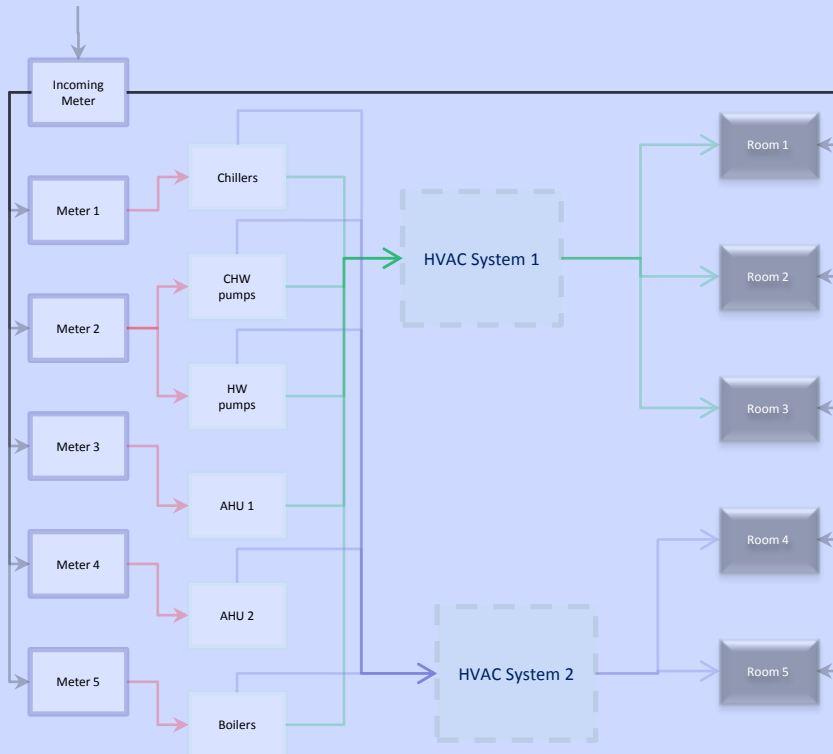 Incoming
Meter
Meter 1
Meter 2
Meter 3
Meter 4
Meter 5
Chillers
CHW
pumps
HW
pumps
AHU 1
AHU 2
Boilers
HVAC System 1
HVAC System 2
Room 1
Room 2
Room 3
Room 4
Room 5